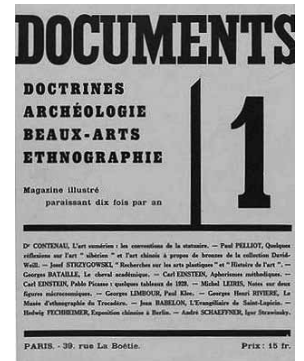 DOCUMENTS
DOCTRINES
ARCHÉOLOGIE
BEAUX-ARTS
ETHNOGRAPHIE
1
Magazine illustré
paraissant dix fois par an
Dr CONTENAU, L'art sumérien : les conventions de la statuaire. — Paul PELLIOT, Quelques
réflexions sur l'art " sibérien " et l'art chinois à propos de bronzes de la collection David-
Weill. — Josef STRZYGOWSKI, " Recherches sur les arts plastiques " et " Histoire de l'art ". —
Georges BATAILLE, Le cheval académique. — Carl EINSTEIN, Aphorismes méthodiques. —
Carl EINSTEIN, Pablo Picasso : quelques tableaux de 1928. — Michel LEIRIS, Notes sur deux
figures microcosmiques. — Georges LIMBOUR, Paul Klee. — Georges Henri RIVIÈRE, Le
Musée d'ethnographie du Trocadéro. — Jean BABELON, L'Evangéliaire de Saint-Lupicin. —
Hedwig FECHHEIMER, Exposition chinoise à Berlin. — André SCHAEFFNER, Igor Strawinsky.
PARIS. - 39, rue La Boétie.
Prix : 15 fr.